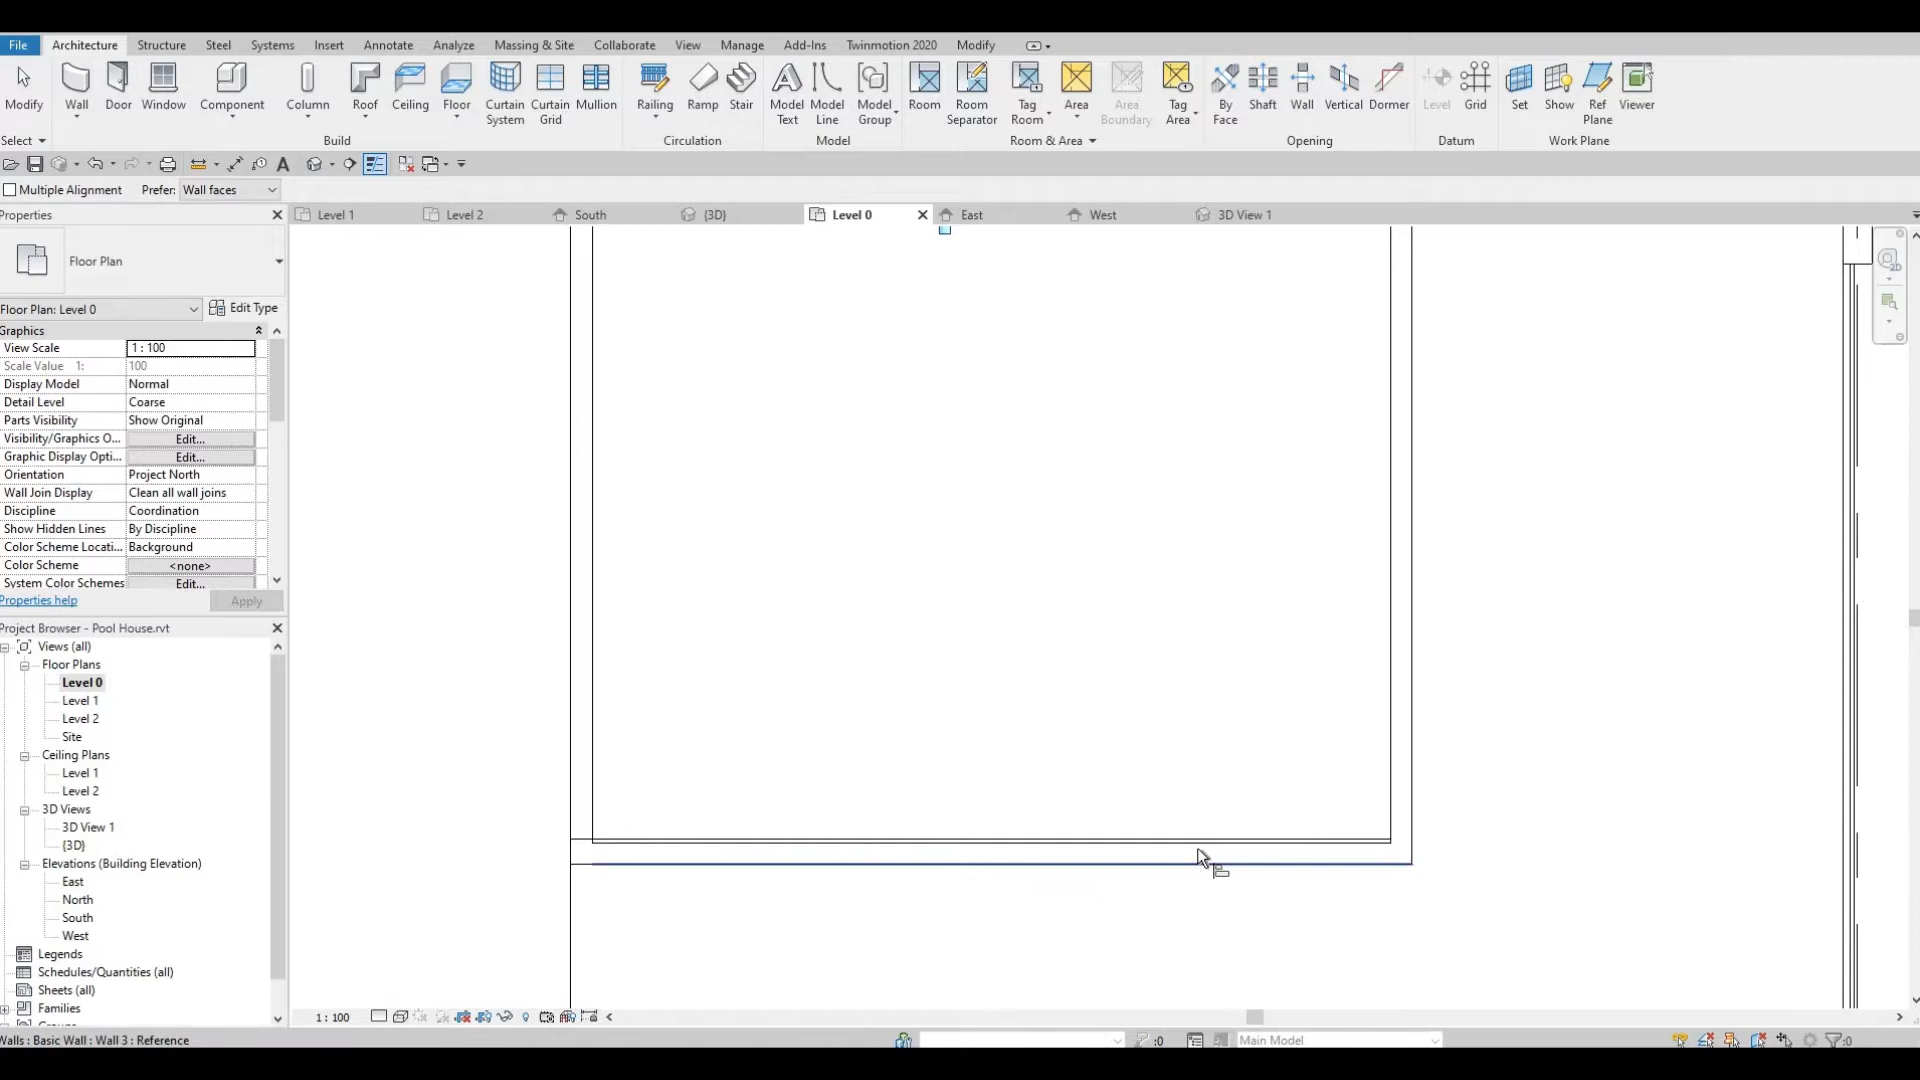 File Architecture Structure Steel Systems Insert Annotate Analyze Massing & Site Collaborate View Manage Add-Ins Twinmotion 2020 Modify
Modify Wall Door Window Component Column Roof Ceiling Floor Curtain System Curtain Grid Mullion Railing Ramp Stair Model Text Model Line Model Group Room Room Separator Tag Room Area Area Boundary Tag Area By Face Shaft Wall Vertical Dormer Level Grid Set Show Ref Plane Viewer
Select Build Circulation Model Room & Area Opening Datum Work Plane
A
Multiple Alignment Prefer: Wall faces
Properties Level 1 Level 2 South {3D} Level 0 East West 3D View 1
Floor Plan
2D
Floor Plan: Level 0 Edit Type
Graphics
View Scale 1 : 100
Scale Value 1: 100
Display Model Normal
Detail Level Coarse
Parts Visibility Show Original
Visibility/Graphics O... Edit...
Graphic Display Opti... Edit...
Orientation Project North
Wall Join Display Clean all wall joins
Discipline Coordination
Show Hidden Lines By Discipline
Color Scheme Locati... Background
Color Scheme <none>
System Color Schemes Edit...
Properties help Apply
Project Browser - Pool House.rvt
Views (all)
Floor Plans
Level 0
Level 1
Level 2
Site
Ceiling Plans
Level 1
Level 2
3D Views
3D View 1
{3D}
Elevations (Building Elevation)
East
North
South
West
Legends
Schedules/Quantities (all)
Sheets (all)
Families
1 : 100
Walls : Basic Wall : Wall 3 : Reference :0 Main Model :0